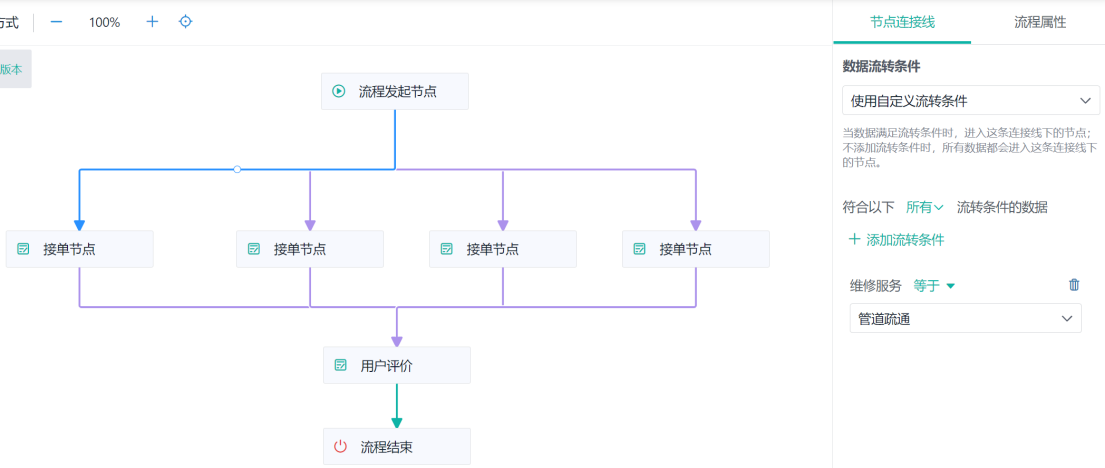 方式
100%
节点连接线
流程属性
版本
数据流转条件
流程发起节点
使用自定义流转条件
当数据满足流转条件时，进入这条连接线下的节点；
不添加流转条件时，所有数据都会进入这条连接线下
的节点。
符合以下 所有 流转条件的数据
添加流转条件
接单节点
接单节点
接单节点
接单节点
维修服务 等于
管道疏通
用户评价
流程结束